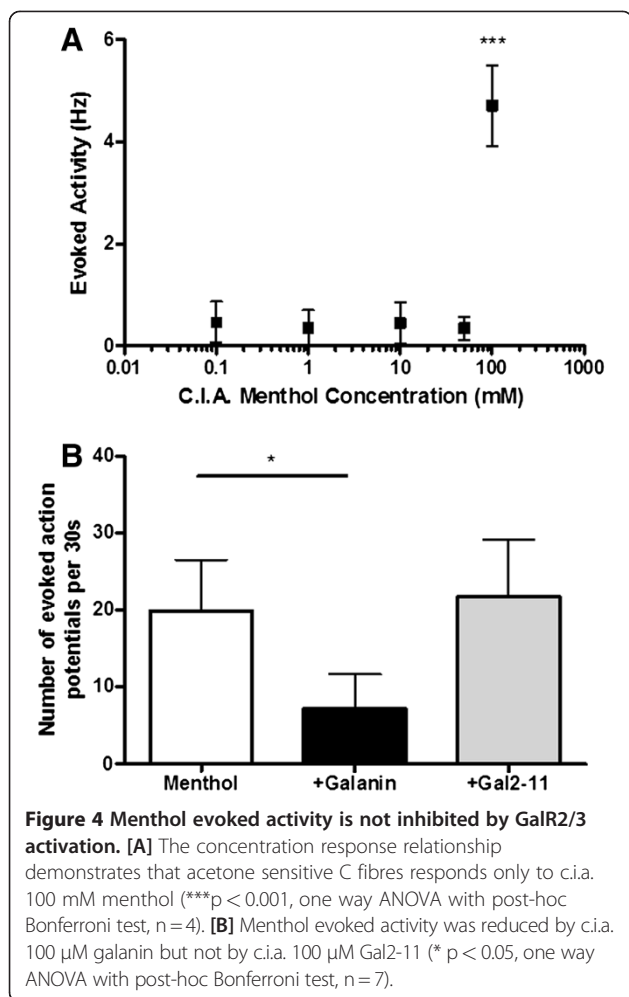 A
***
6
4
2
0
Evoked Activity (Hz)
0.01 0.1 1 10 100 1000
C.I.A. Menthol Concentration (mM)
B
*
40
30
20
10
0
Number of evoked action
potentials per 30s
Menthol +Galanin +Gal2-11
Figure 4 Menthol evoked activity is not inhibited by GalR2/3
activation. [A] The concentration response relationship
demonstrates that acetone sensitive C fibres responds only to c.i.a.
100 mM menthol (***p < 0.001, one way ANOVA with post-hoc
Bonferroni test, n = 4). [B] Menthol evoked activity was reduced by c.i.a.
100 μM galanin but not by c.i.a. 100 μM Gal2-11 (* p < 0.05, one way
ANOVA with post-hoc Bonferroni test, n = 7).